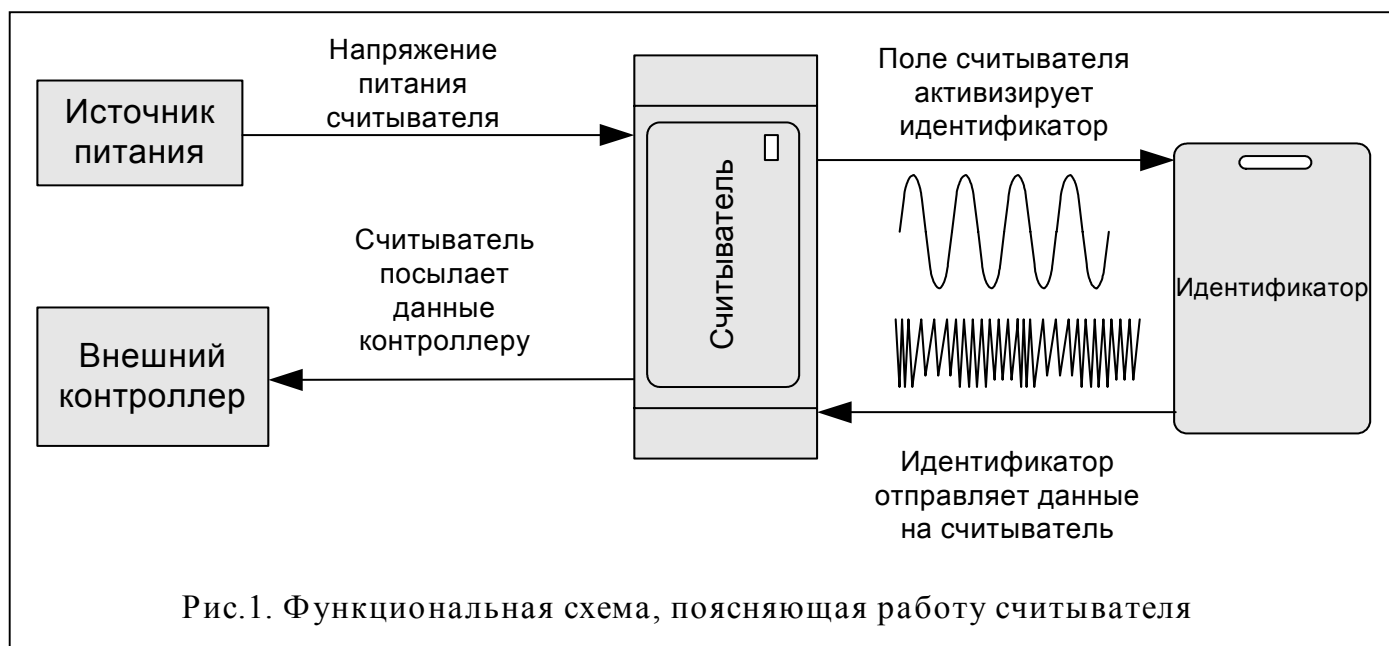 Напряжение
питания
считывателя
Источник
питания
Поле считывателя
активизирует
идентификатор
Считыватель
Считыватель
посылает
данные
контроллеру
Идентификатор
Внешний
контроллер
Идентификатор
отправляет данные
на считыватель
Рис.1. Функциональная схема, поясняющая работу считывателя